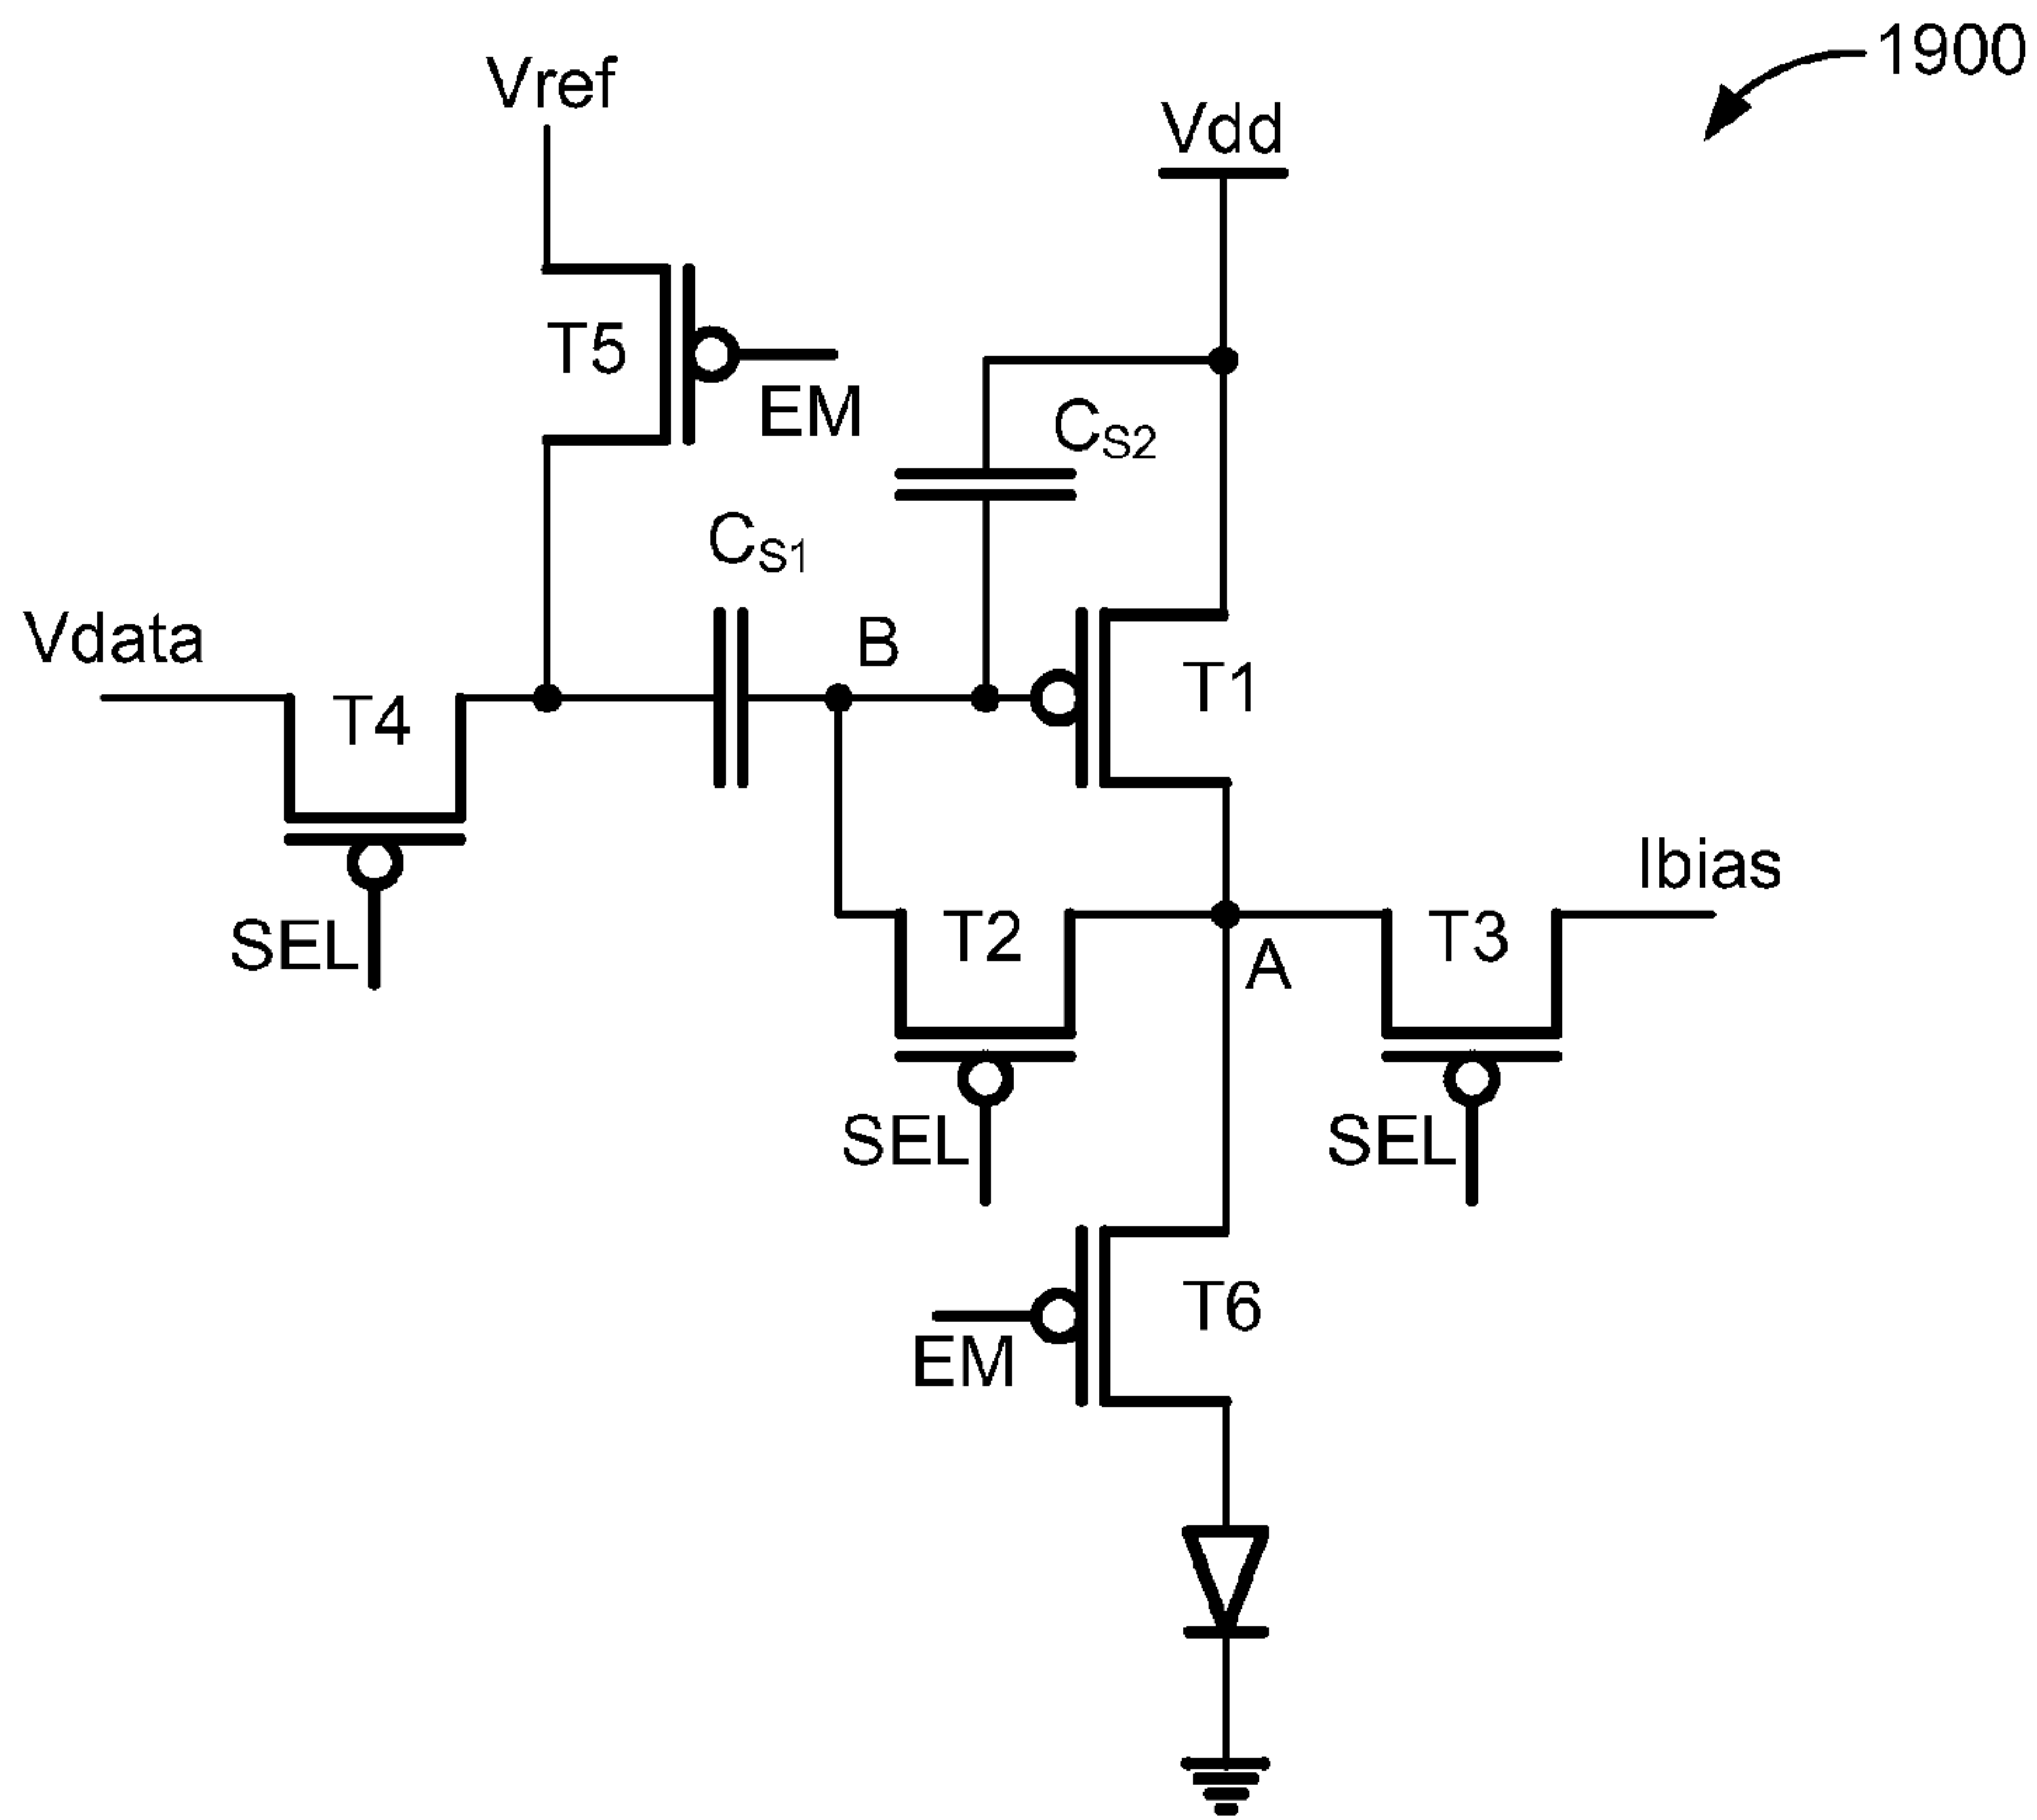 1900
Vref
Vdd
T5
EM
CS2
CS1
Vdata
B
T4
T1
Ibias
SEL
T2
A
T3
SEL
SEL
T6
EM